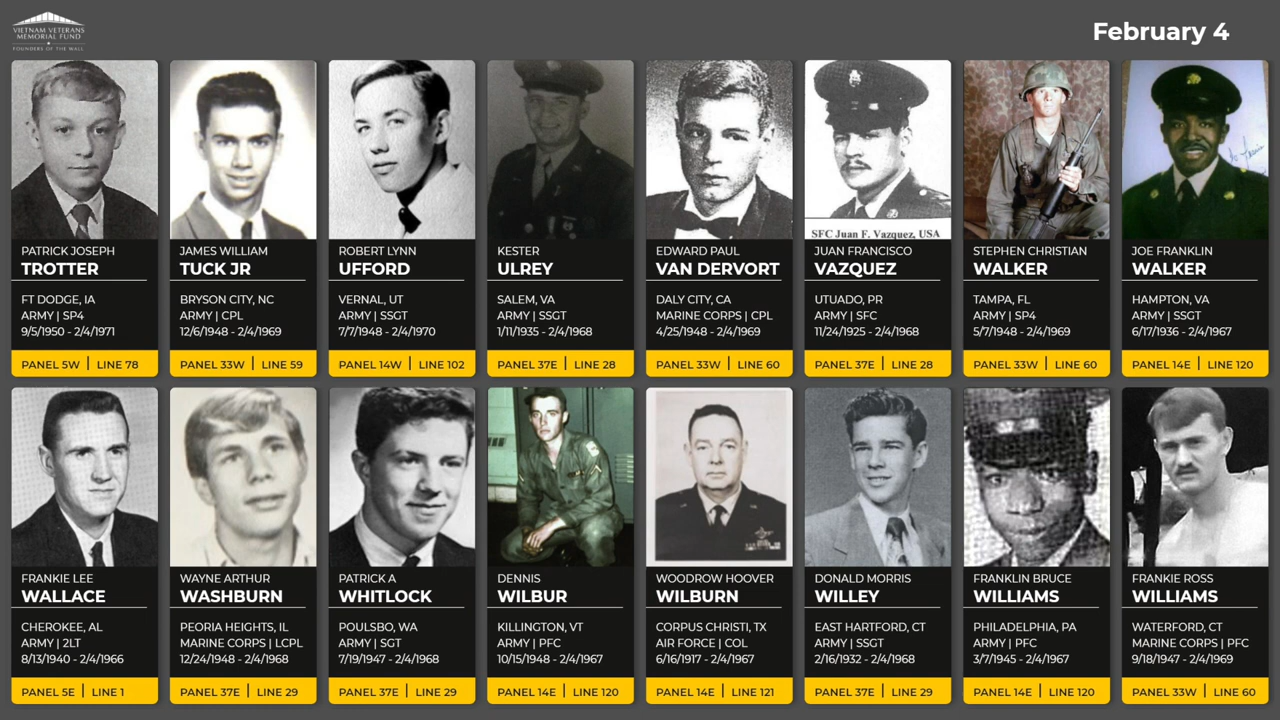 VIETNAM VETERANS
MEMORIAL FUND
FOUNDERS OF THE WALL
February 4
SFC Juan F. Vazquez, USA
PATRICK JOSEPH
TROTTER
FT DODGE, IA
ARMY | SP4
9/5/1950 - 2/4/1971
PANEL 5W | LINE 78
JAMES WILLIAM
TUCK JR
BRYSON CITY, NC
ARMY | CPL
12/6/1948 - 2/4/1969
PANEL 33W | LINE 59
ROBERT LYNN
UFFORD
VERNAL, UT
ARMY | SSGT
7/7/1948 - 2/4/1970
PANEL 14W | LINE 102
KESTER
ULREY
SALEM, VA
ARMY | SSGT
1/11/1935 - 2/4/1968
PANEL 37E | LINE 28
EDWARD PAUL
VAN DERVORT
DALY CITY, CA
MARINE CORPS | CPL
4/25/1948 - 2/4/1969
PANEL 33W | LINE 60
JUAN FRANCISCO
VAZQUEZ
UTUADO, PR
ARMY | SFC
11/24/1925 - 2/4/1968
PANEL 37E | LINE 28
STEPHEN CHRISTIAN
WALKER
TAMPA, FL
ARMY | SP4
5/7/1948 - 2/4/1969
PANEL 33W | LINE 60
JOE FRANKLIN
WALKER
HAMPTON, VA
ARMY | SSGT
6/17/1936 - 2/4/1967
PANEL 14E | LINE 120
FRANKIE LEE
WALLACE
CHEROKEE, AL
ARMY | 2LT
8/13/1940 - 2/4/1966
PANEL 5E | LINE 1
WAYNE ARTHUR
WASHBURN
PEORIA HEIGHTS, IL
MARINE CORPS | LCPL
12/24/1948 - 2/4/1968
PANEL 37E | LINE 29
PATRICK A
WHITLOCK
POULSBO, WA
ARMY | SGT
7/19/1947 - 2/4/1968
PANEL 37E | LINE 29
DENNIS
WILBUR
KILLINGTON, VT
ARMY | PFC
10/15/1948 - 2/4/1967
PANEL 14E | LINE 120
WOODROW HOOVER
WILBURN
CORPUS CHRISTI, TX
AIR FORCE | COL
6/16/1917 - 2/4/1967
PANEL 14E | LINE 121
DONALD MORRIS
WILLEY
EAST HARTFORD, CT
ARMY | SSGT
2/16/1932 - 2/4/1968
PANEL 37E | LINE 29
FRANKLIN BRUCE
WILLIAMS
PHILADELPHIA, PA
ARMY | PFC
3/7/1945 - 2/4/1967
PANEL 14E | LINE 120
FRANKIE ROSS
WILLIAMS
WATERFORD, CT
MARINE CORPS | PFC
9/18/1947 - 2/4/1969
PANEL 33W | LINE 60